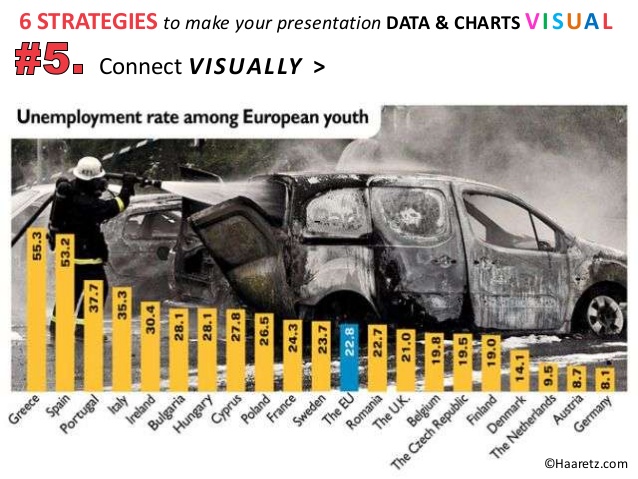 6 STRATEGIES to make your presentation DATA & CHARTS VISUAL
#5. Connect VISUALLY >
Unemployment rate among European youth
55.3
53.2
37.7
35.3
30.4
28.1
28.1
27.8
26.5
24.3
23.7
22.8
22.7
21.0
19.8
19.5
19.0
14.1
9.5
8.7
8.1
Greece
Spain
Portugal
Italy
Ireland
Bulgaria
Hungary
Cyprus
Poland
France
Sweden
The EU
Romania
The U.K.
Belgium
The Czech Republic
Finland
Denmark
The Netherlands
Austria
Germany
©Haaretz.com